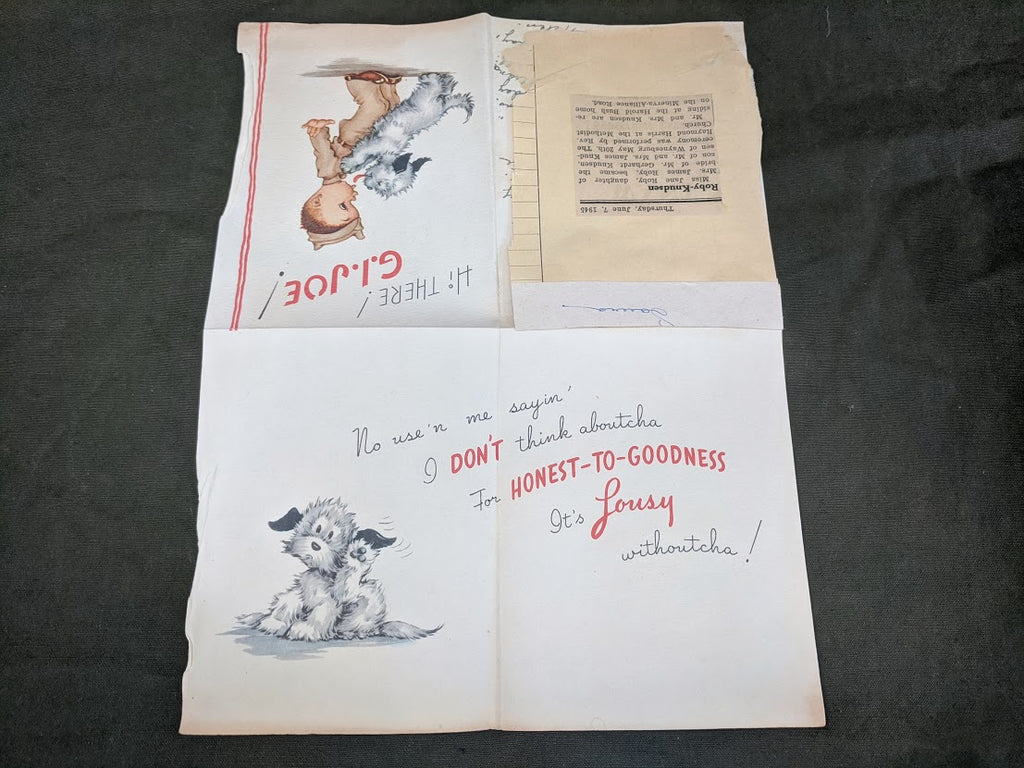 Hi THERE!
G.I. JOE!
Thursday, June 7, 1945
Roby-Knudsen
Miss Jane Roby, daughter of
Mrs. James Roby, became the
bride of Mr. Gerhardt Knudsen,
son of Mr. and Mrs. James Knud-
sen of Waynesburg May 20th. The
ceremony was performed by Rev.
Raymond Harris at the Methodist
Church.
Mr. and Mrs. Knudsen are re-
siding at the Harold Bush home
on the Minerva-Alliance Road.
No use'n me sayin'
I DON'T think aboutcha
For HONEST-TO-GOODNESS
It's Lousy
withoutcha!